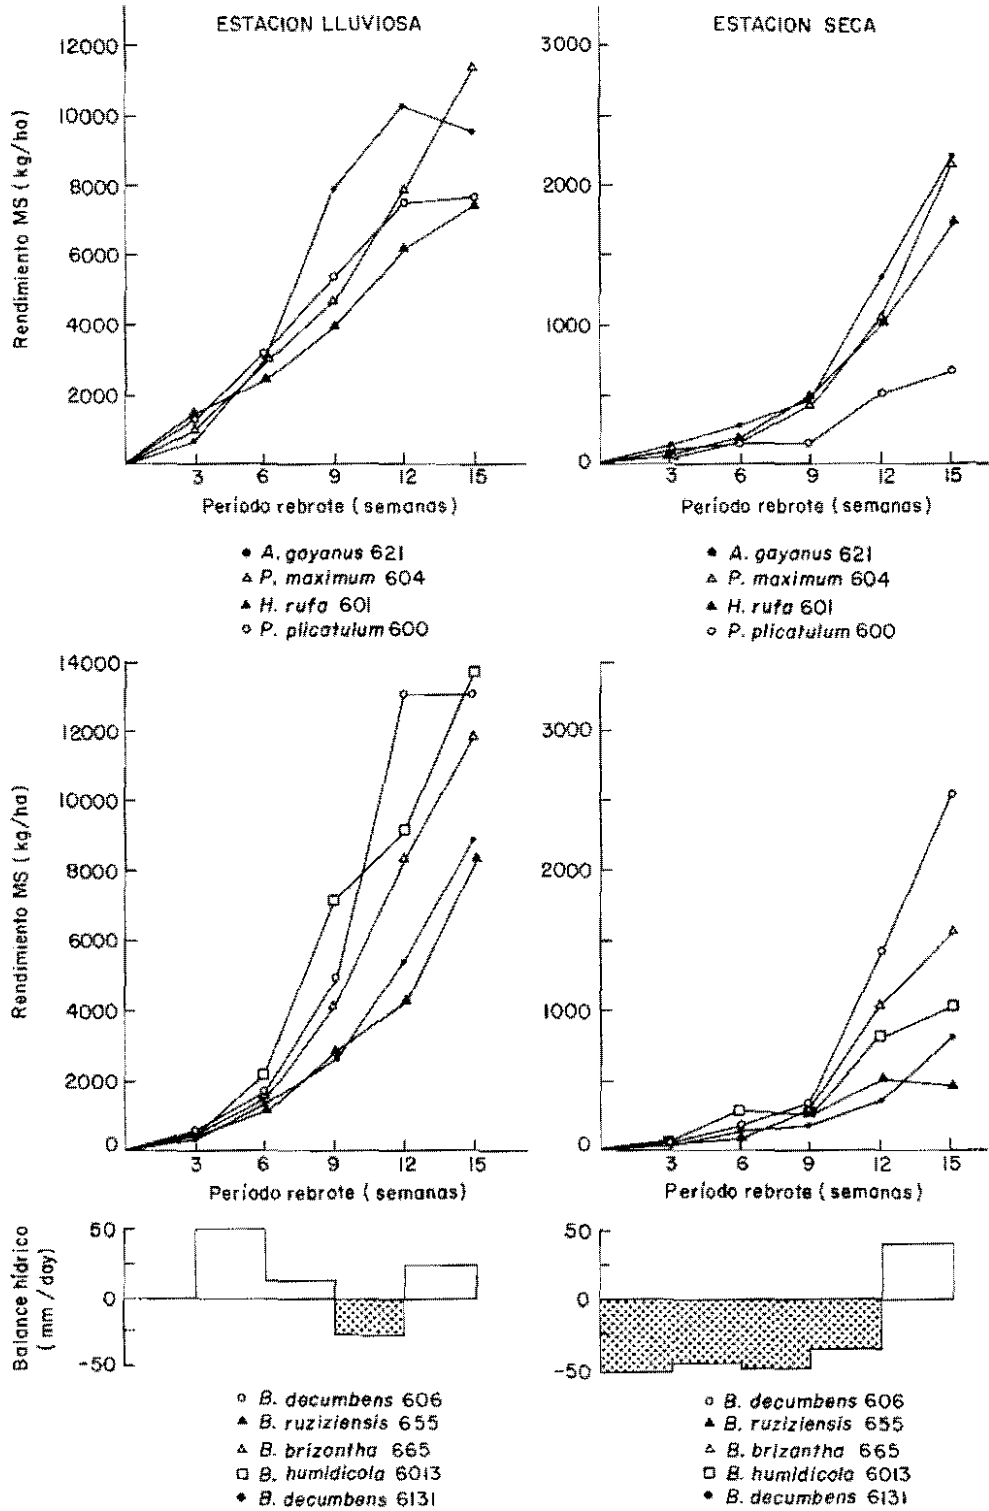 ESTACION LLUVIOSA
12000
10000
8000
6000
4000
2000
Rendimiento MS (kg/ha)
3 6 9 12 15
Período rebrote (semanas)
• A. gayanus 621
△ P. maximum 604
▲ H. rufa 601
○ P. plicatulum 600
ESTACION SECA
3000
2000
1000
0
3 6 9 12 15
Período rebrote (semanas)
• A. gayanus 621
△ P. maximum 604
▲ H. rufa 601
○ P. plicatulum 600
14000
12000
10000
8000
6000
4000
2000
0
Rendimiento MS (kg/ha)
3 6 9 12 15
Período rebrote (semanas)
3000
2000
1000
0
3 6 9 12 15
Período rebrote (semanas)
Balance hídrico
(mm / day)
50
0
-50
○ B. decumbens 606
▲ B. ruziziensis 655
△ B. brizantha 665
□ B. humidicola 6013
• B. decumbens 6131
50
0
-50
○ B. decumbens 606
▲ B. ruziziensis 655
△ B. brizantha 665
□ B. humidicola 6013
• B. decumbens 6131